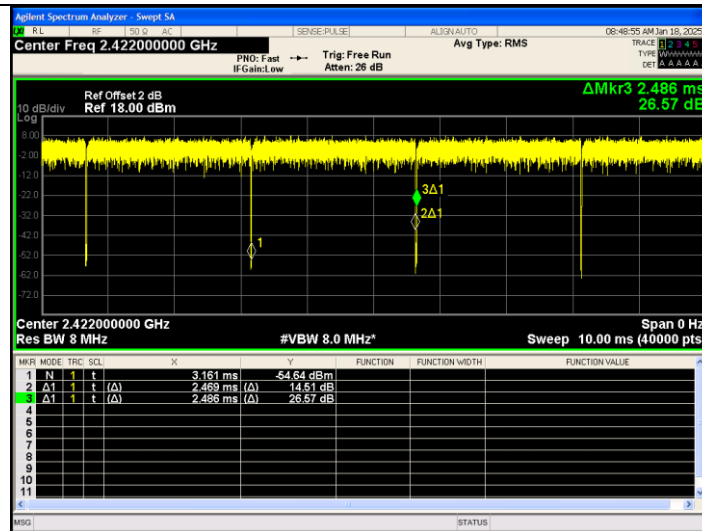 Agilent Spectrum Analyzer - Swept SA
RL RF 50 Ω AC SENSE:PULSE ALIGN AUTO 08:48:55 AM Jan 18, 2025
Center Freq 2.422000000 GHz
PNO: Fast
IFGain:Low
Trig: Free Run
Atten: 26 dB
Avg Type: RMS
TRACE 1 2 3 4 5
TYPE
DET A A A A A
ΔMkr3 2.486 ms
26.57 dB
Ref Offset 2 dB
10 dB/div Ref 18.00 dBm
Log
8.00
-2.00
-12.0
-22.0
-32.0
-42.0
-52.0
-62.0
-72.0
3Δ1
2Δ1
1
Center 2.422000000 GHz Span 0 Hz
Res BW 8 MHz #VBW 8.0 MHz* Sweep 10.00 ms (40000 pts
MKR MODE TRC SCL X Y FUNCTION FUNCTION WIDTH FUNCTION VALUE
1 N 1 t 3.161 ms -54.64 dBm
2 Δ1 1 t (Δ) 2.469 ms (Δ) 14.51 dB
3 Δ1 1 t (Δ) 2.486 ms (Δ) 26.57 dB
4
5
6
7
8
9
10
11
MSG STATUS